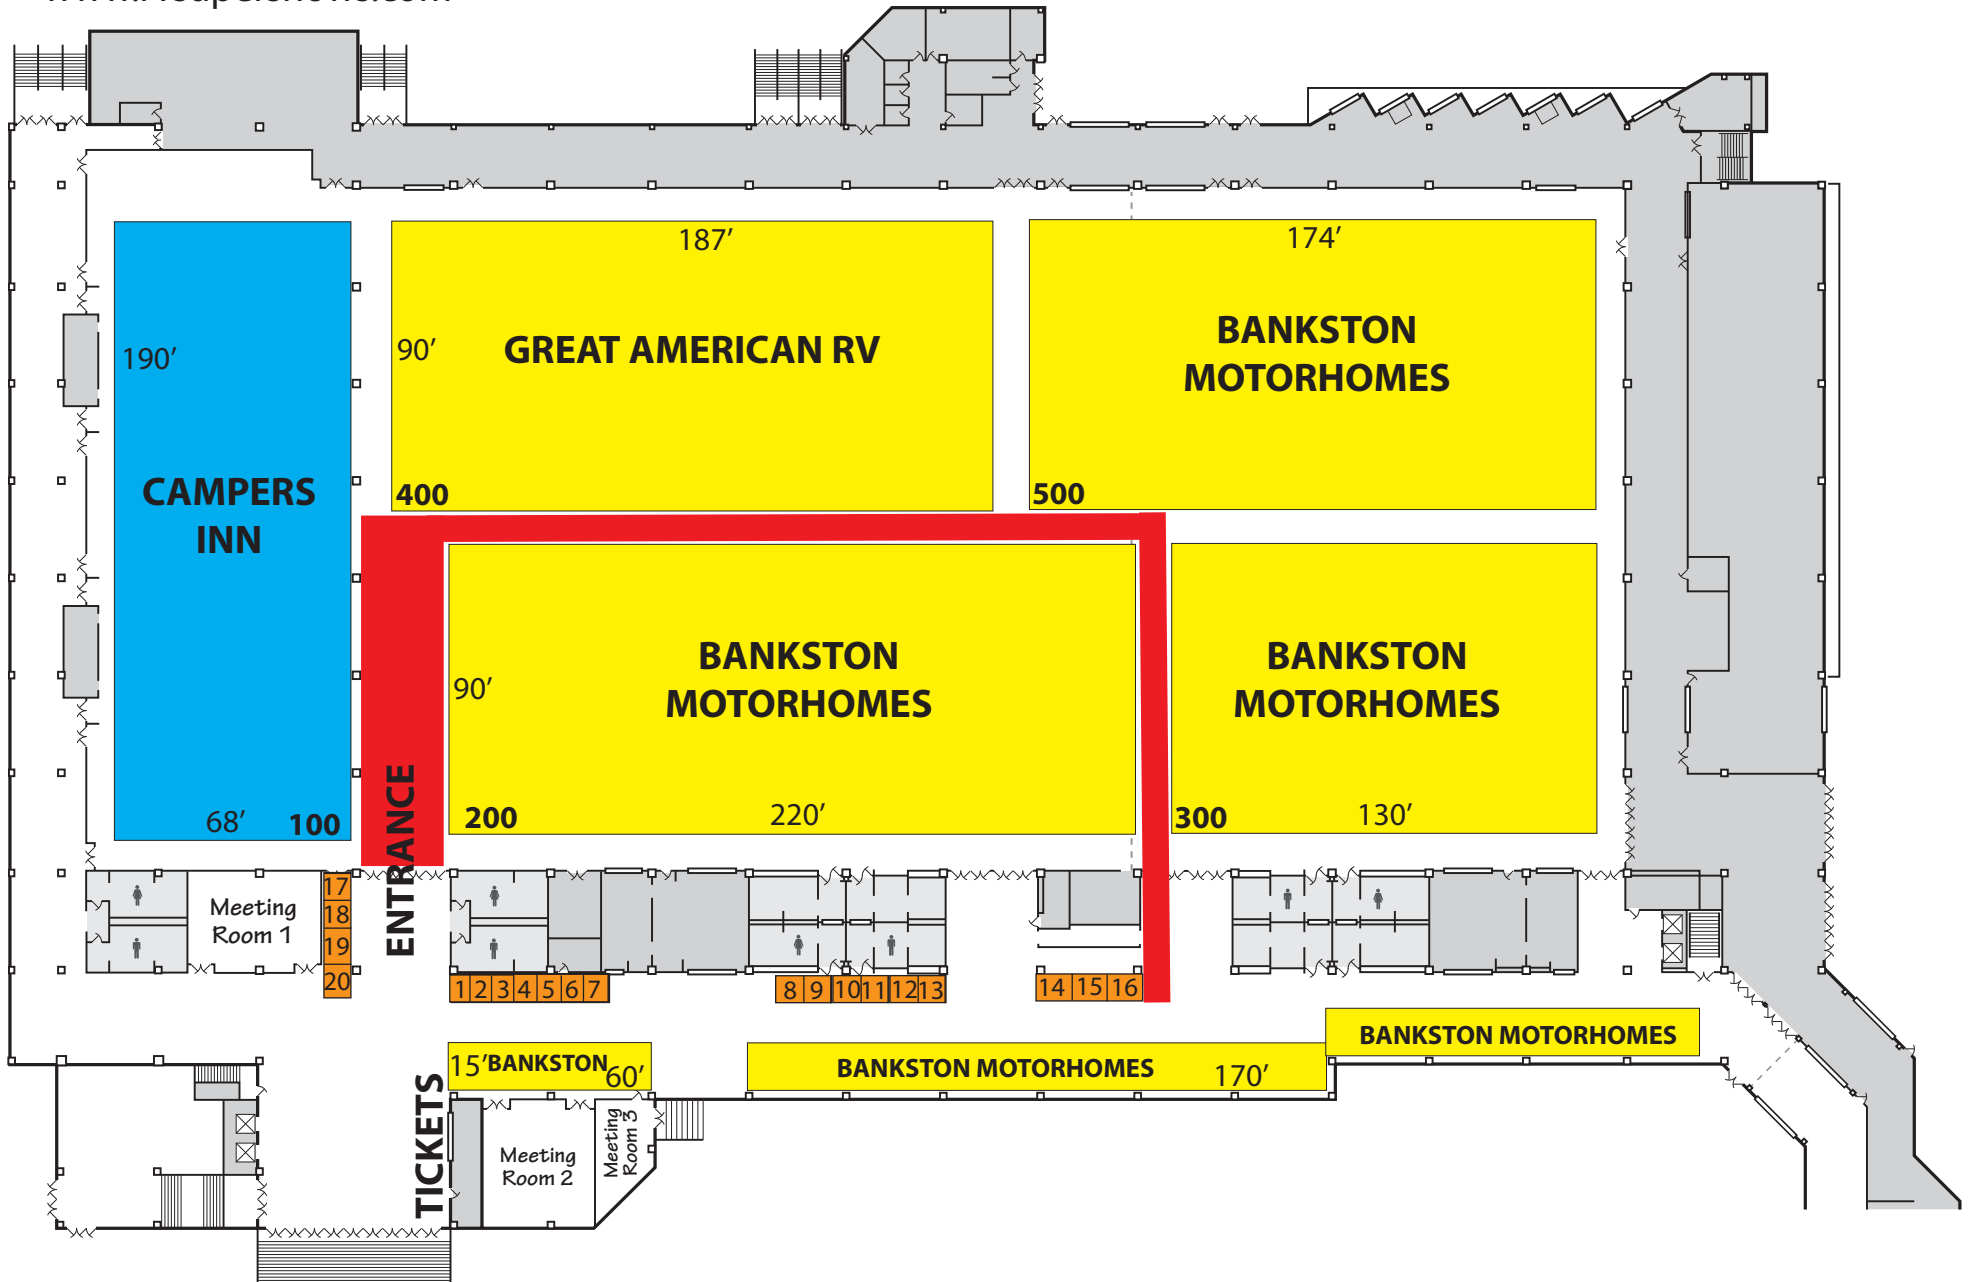 187′
174′
90′
GREAT AMERICAN RV
BANKSTON
MOTORHOMES
190′
CAMPERS
INN
400
500
BANKSTON
MOTORHOMES
90′
BANKSTON
MOTORHOMES
68′
100
ENTRANCE
200
220′
300
130′
Meeting
Room 1
17
18
19
20
1 2 3 4 5 6 7
8 9 10 11 12 13
14 15 16
15′ BANKSTON 60′
BANKSTON MOTORHOMES 170′
BANKSTON MOTORHOMES
TICKETS
Meeting
Room 2
Meeting
Room 3